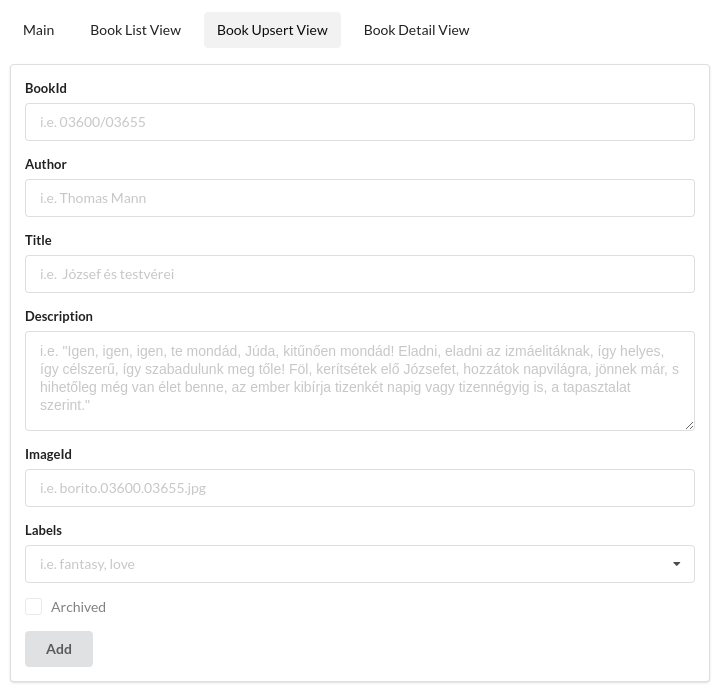 Main Book List View Book Upsert View Book Detail View
BookId
i.e. 03600/03655
Author
i.e. Thomas Mann
Title
i.e. József és testvérei
Description
i.e. "Igen, igen, igen, te mondád, Júda, kitűnően mondád! Eladni, eladni az izmáelitáknak, így helyes,
így célszerű, így szabadulunk meg tőle! Föl, kerítsétek elő Józsefet, hozzátok napvilágra, jönnek már, s
hihetőleg még van élet benne, az ember kibírja tizenkét napig vagy tizennégyig is, a tapasztalat
szerint."
ImageId
i.e. borito.03600.03655.jpg
Labels
i.e. fantasy, love
Archived
Add